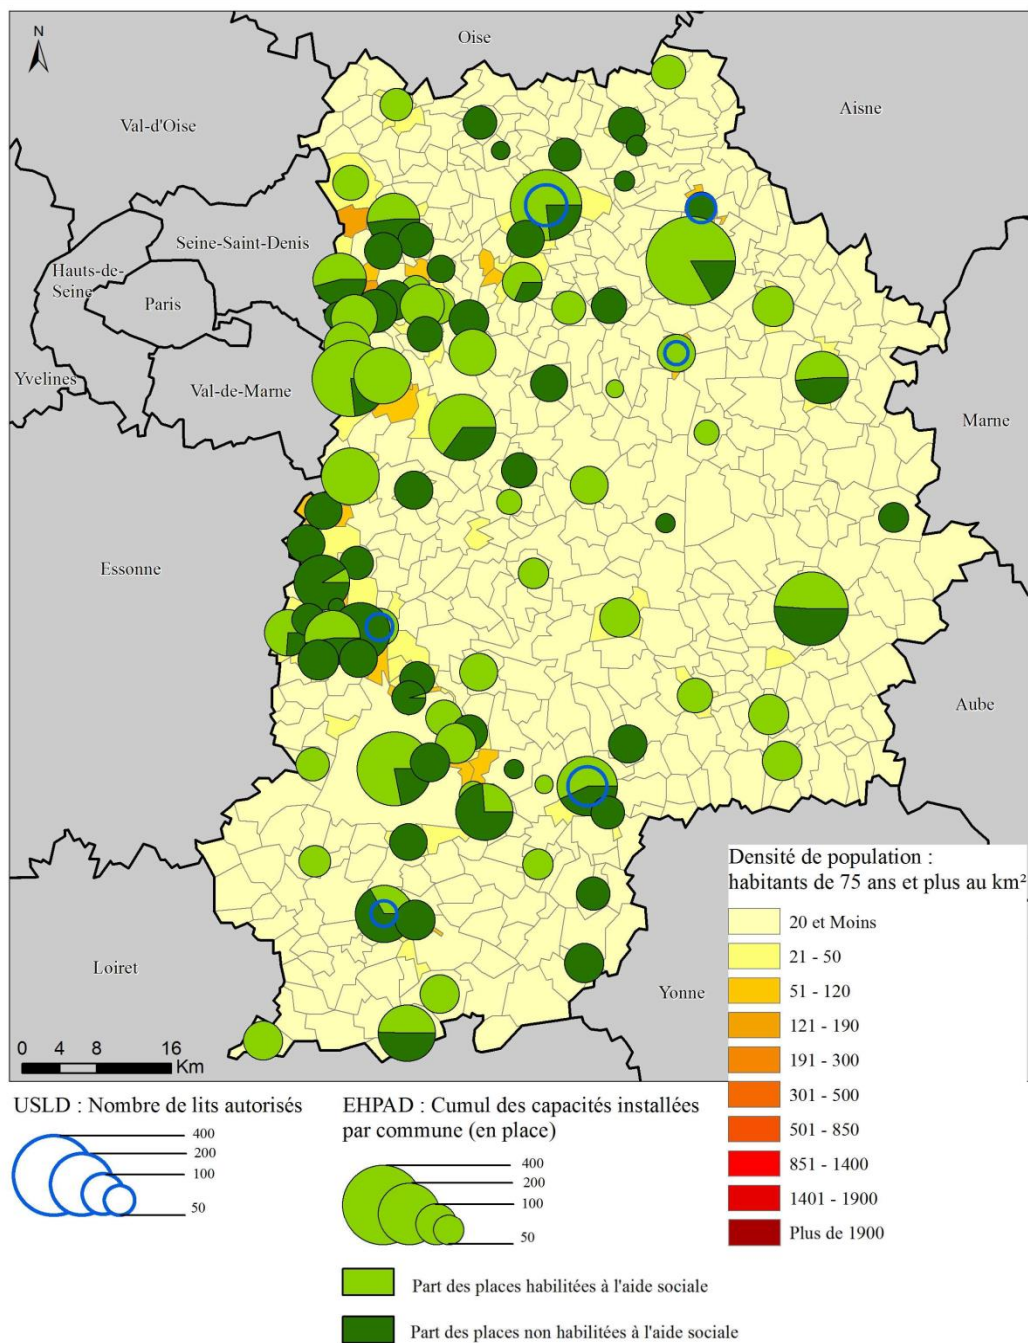 N
Oise
Aisne
Val-d'Oise
Seine-Saint-Denis
Hauts-de-
Seine
Paris
Yvelines
Val-de-Marne
Marne
Essonne
Aube
Loiret
Yonne
0 4 8 16
Km
Densité de population :
habitants de 75 ans et plus au km²
20 et Moins
21 - 50
51 - 120
121 - 190
191 - 300
301 - 500
501 - 850
851 - 1400
1401 - 1900
Plus de 1900
USLD : Nombre de lits autorisés
400
200
100
50
EHPAD : Cumul des capacités installées
par commune (en place)
400
200
100
50
Part des places habilitées à l'aide sociale
Part des places non habilitées à l'aide sociale